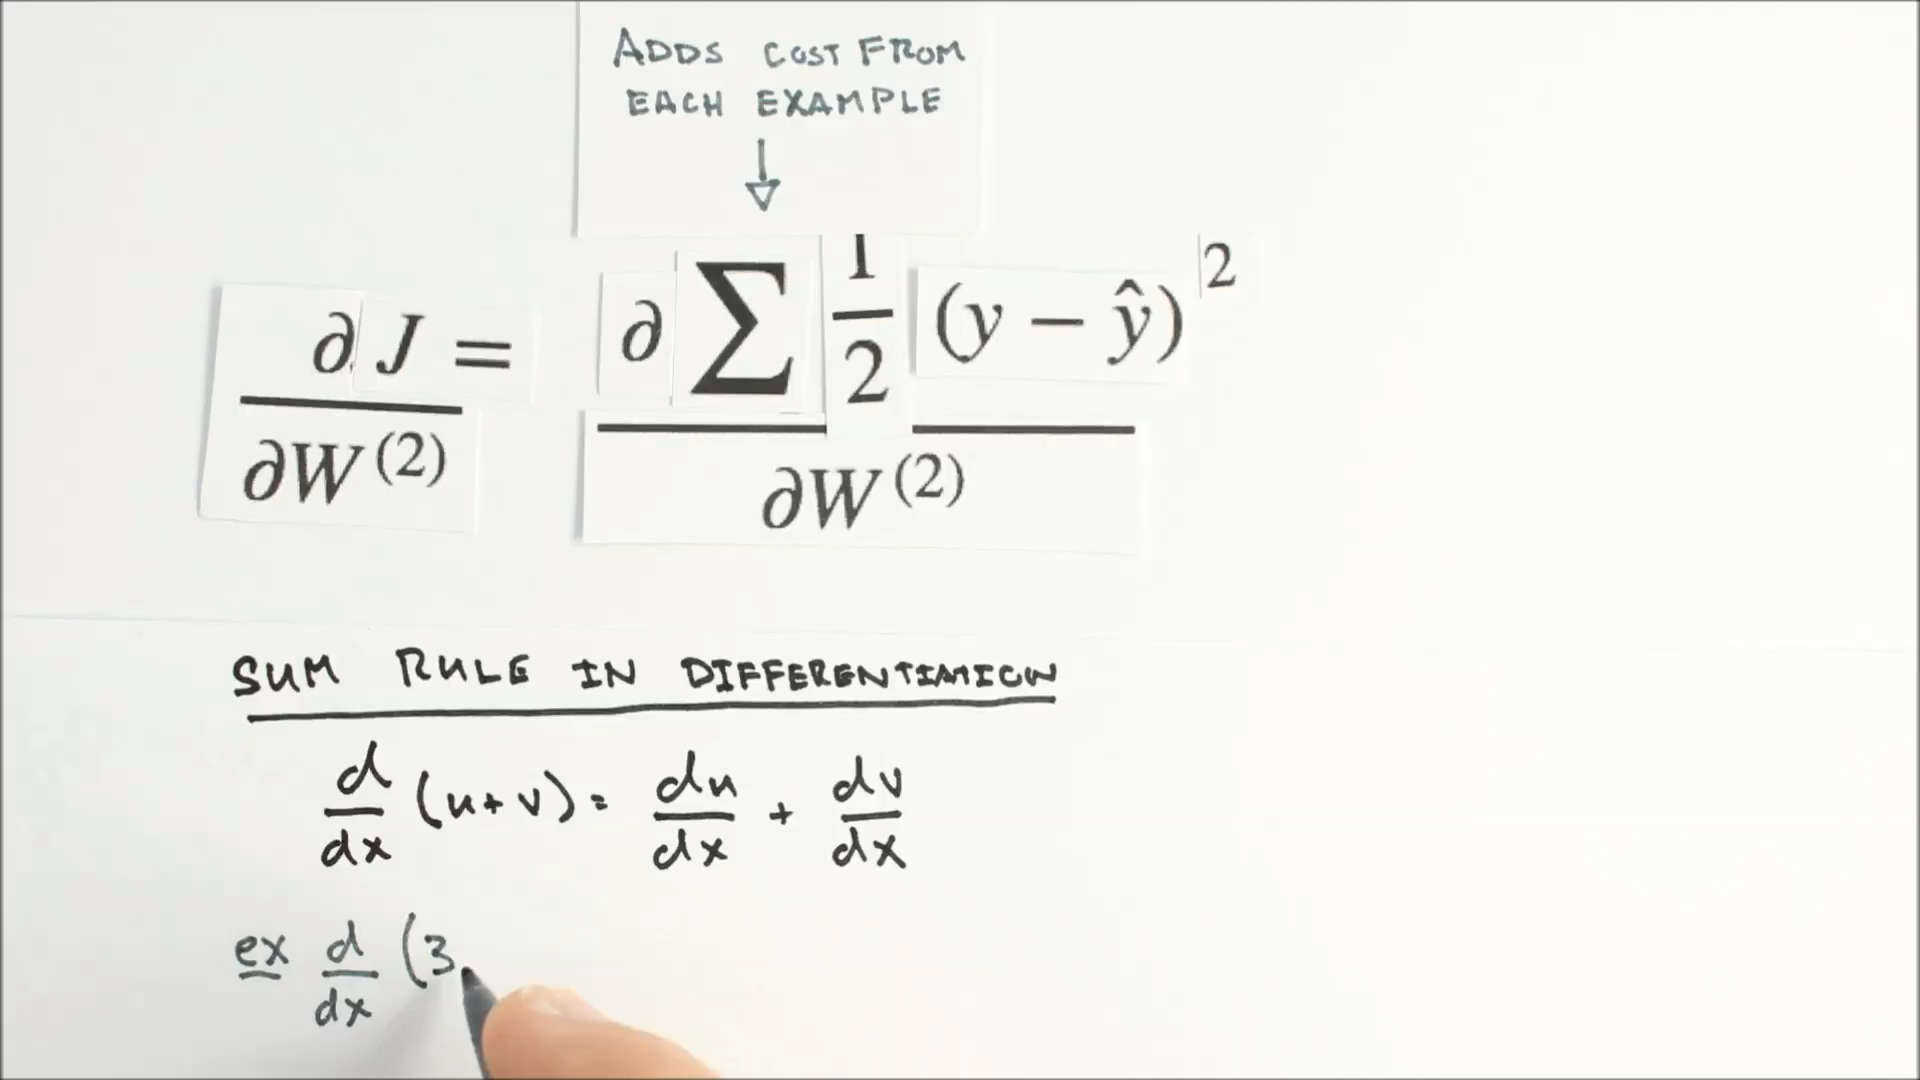 ADDS COST FROM
EACH EXAMPLE
∂J/∂W⁽²⁾ = ∂∑ 1/2 (y − ŷ)²/∂W⁽²⁾
SUM RULE IN DIFFERENTIATION
d/dx (u+v) = du/dx + dv/dx
ex d/dx (3